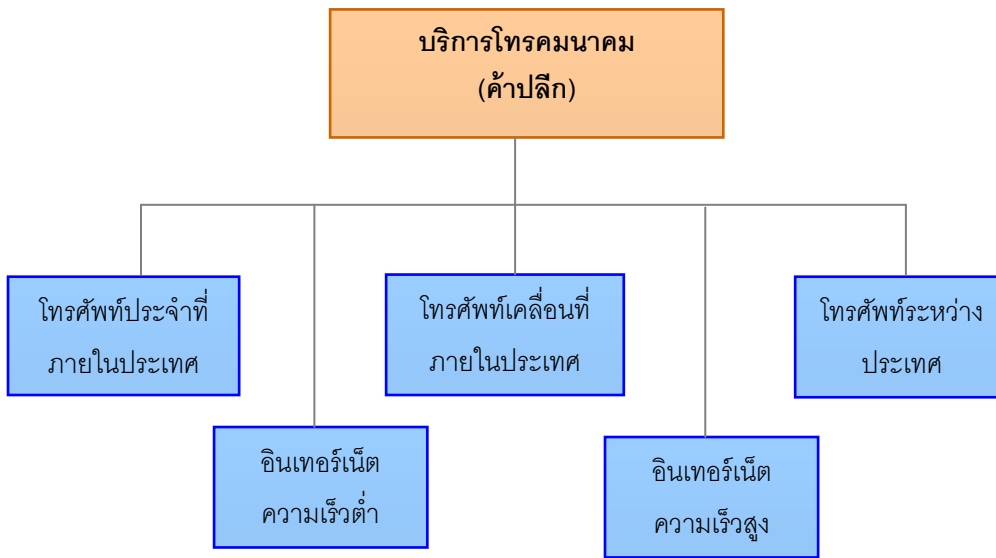 บริการโทรคมนาคม
(ค้าปลีก)
โทรศัพท์ประจำที่
ภายในประเทศ
โทรศัพท์เคลื่อนที่
ภายในประเทศ
โทรศัพท์ระหว่าง
ประเทศ
อินเทอร์เน็ต
ความเร็วต่ำ
อินเทอร์เน็ต
ความเร็วสูง